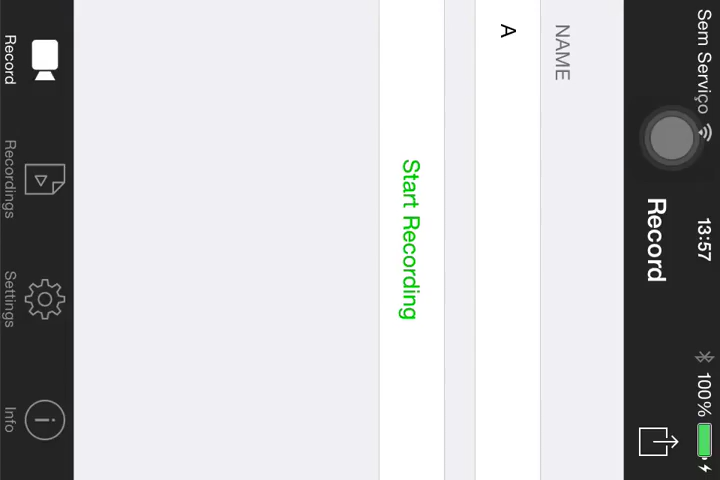 Sem Serviço 13:57 100%
Record
NAME
A
Start Recording
Record Recordings Settings Info